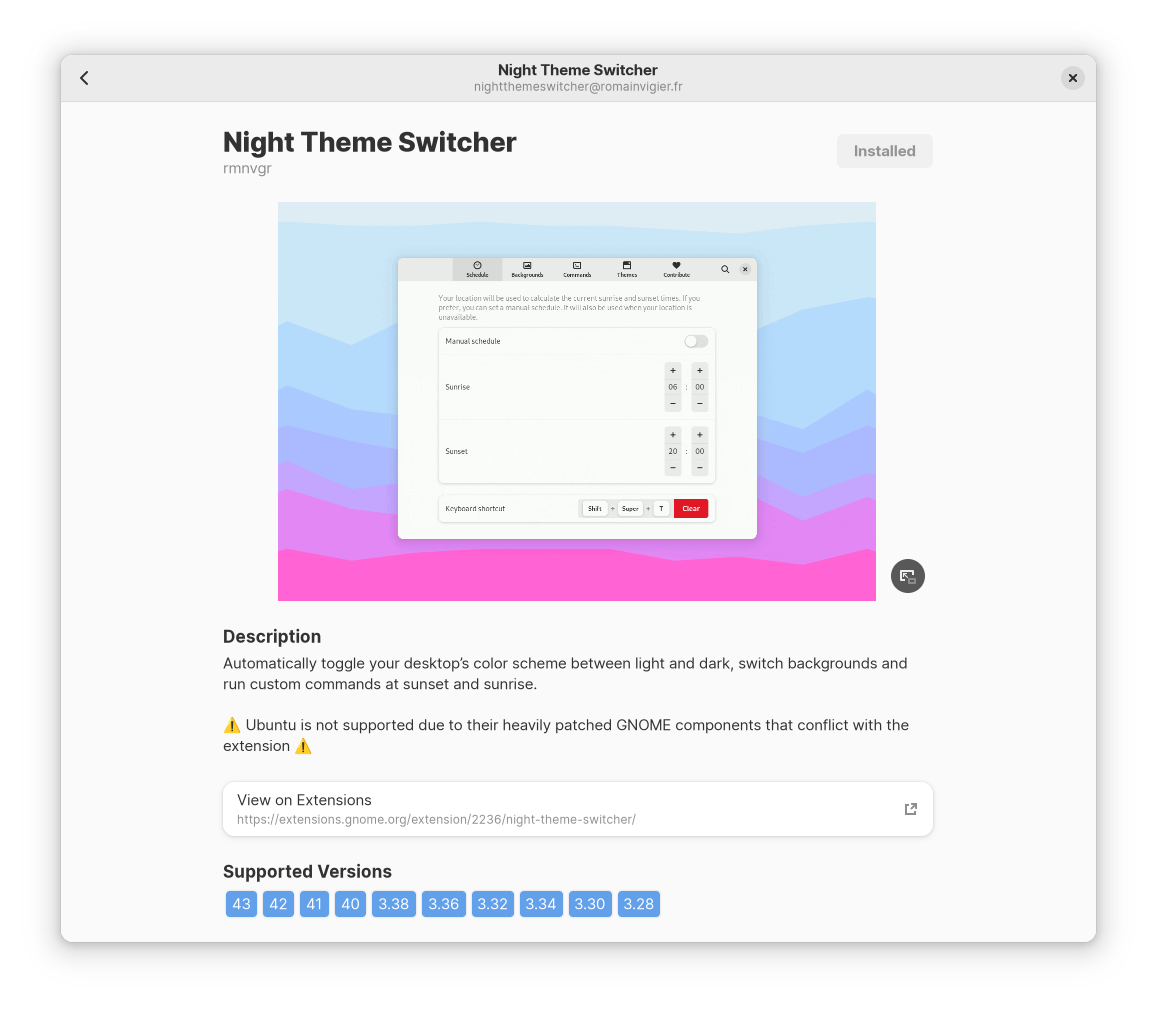 Night Theme Switcher
nightthemeswitcher@romainvigier.fr
Night Theme Switcher
Installed
rmnvgr
Schedule Backgrounds Commands Themes Contribute
Your location will be used to calculate the current sunrise and sunset times. If you
prefer, you can set a manual schedule. It will also be used when your location is
unavailable.
Manual schedule
+ +
Sunrise 06 : 00
− −
+ +
Sunset 20 : 00
− −
Keyboard shortcut Shift + Super + T Clear
Description
Automatically toggle your desktop’s color scheme between light and dark, switch backgrounds and
run custom commands at sunset and sunrise.
⚠️ Ubuntu is not supported due to their heavily patched GNOME components that conflict with the
extension ⚠️
View on Extensions
https://extensions.gnome.org/extension/2236/night-theme-switcher/
Supported Versions
43 42 41 40 3.38 3.36 3.32 3.34 3.30 3.28